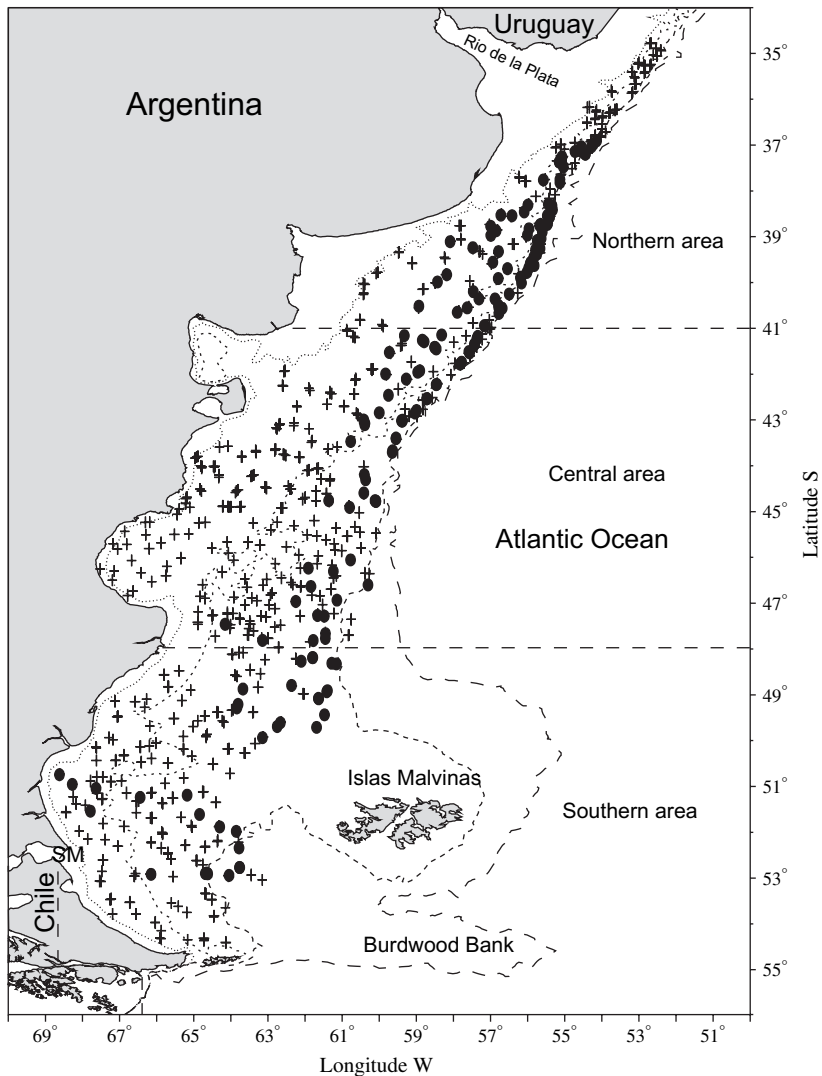 Uruguay
35°
Rio de la Plata
Argentina
37°
Northern area
39°
41°
43°
Central area
Latitude S
45°
Atlantic Ocean
47°
49°
Islas Malvinas
51°
Southern area
SM
53°
Chile
Burdwood Bank
55°
69° 67° 65° 63° 61° 59° 57° 55° 53° 51°
Longitude W